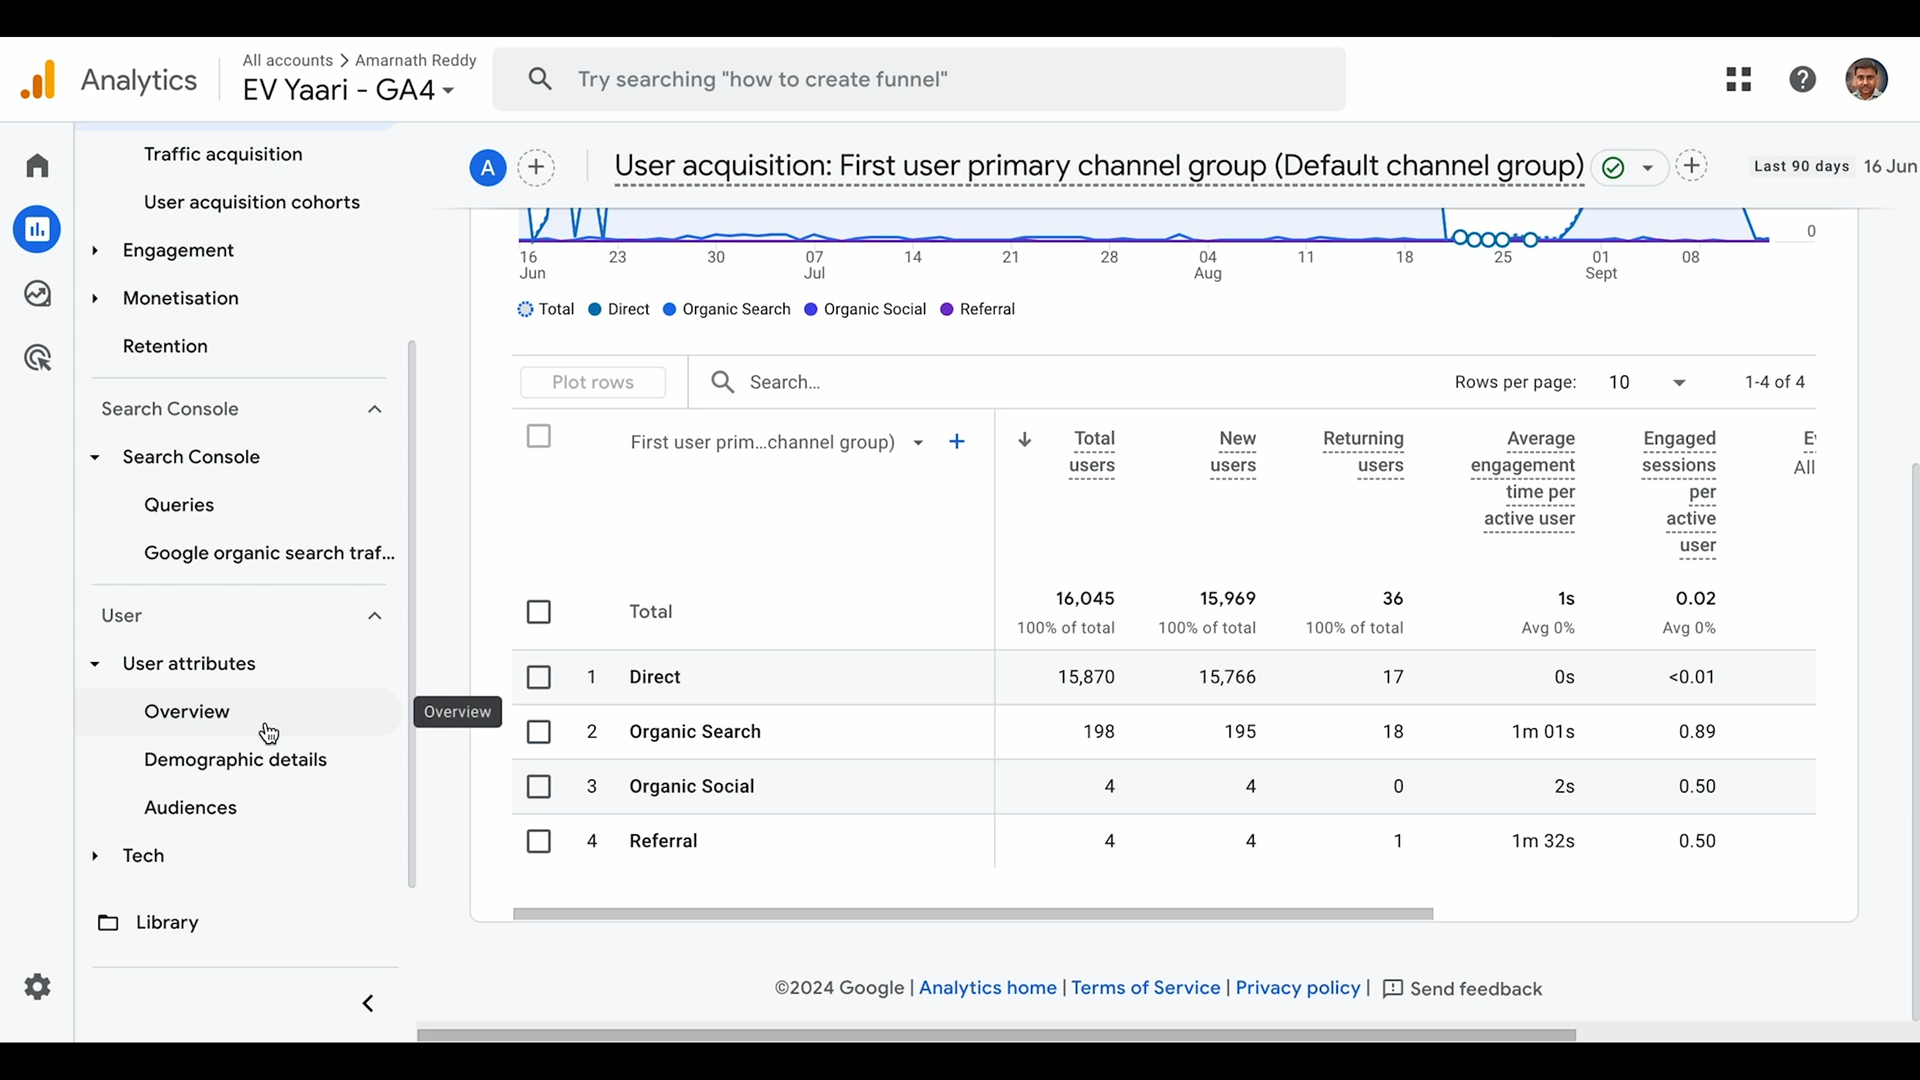 Analytics
All accounts > Amarnath Reddy
EV Yaari - GA4
Try searching "how to create funnel"
Traffic acquisition
User acquisition cohorts
Engagement
Monetisation
Retention
Search Console
Search Console
Queries
Google organic search traf...
User
User attributes
Overview
Overview
Demographic details
Audiences
Tech
Library
A
User acquisition: First user primary channel group (Default channel group)
Last 90 days 16 Jun
0
16 23 30 07 14 21 28 04 11 18 25 01 08
Jun Jul Aug Sept
Total Direct Organic Search Organic Social Referral
Plot rows
Search...
Rows per page: 10 1-4 of 4
First user prim...channel group)
Total users
New users
Returning users
Average engagement time per active user
Engaged sessions per active user
All
Total 16,045 15,969 36 1s 0.02
100% of total 100% of total 100% of total Avg 0% Avg 0%
1 Direct 15,870 15,766 17 0s <0.01
2 Organic Search 198 195 18 1m 01s 0.89
3 Organic Social 4 4 0 2s 0.50
4 Referral 4 4 1 1m 32s 0.50
©2024 Google | Analytics home | Terms of Service | Privacy policy | Send feedback